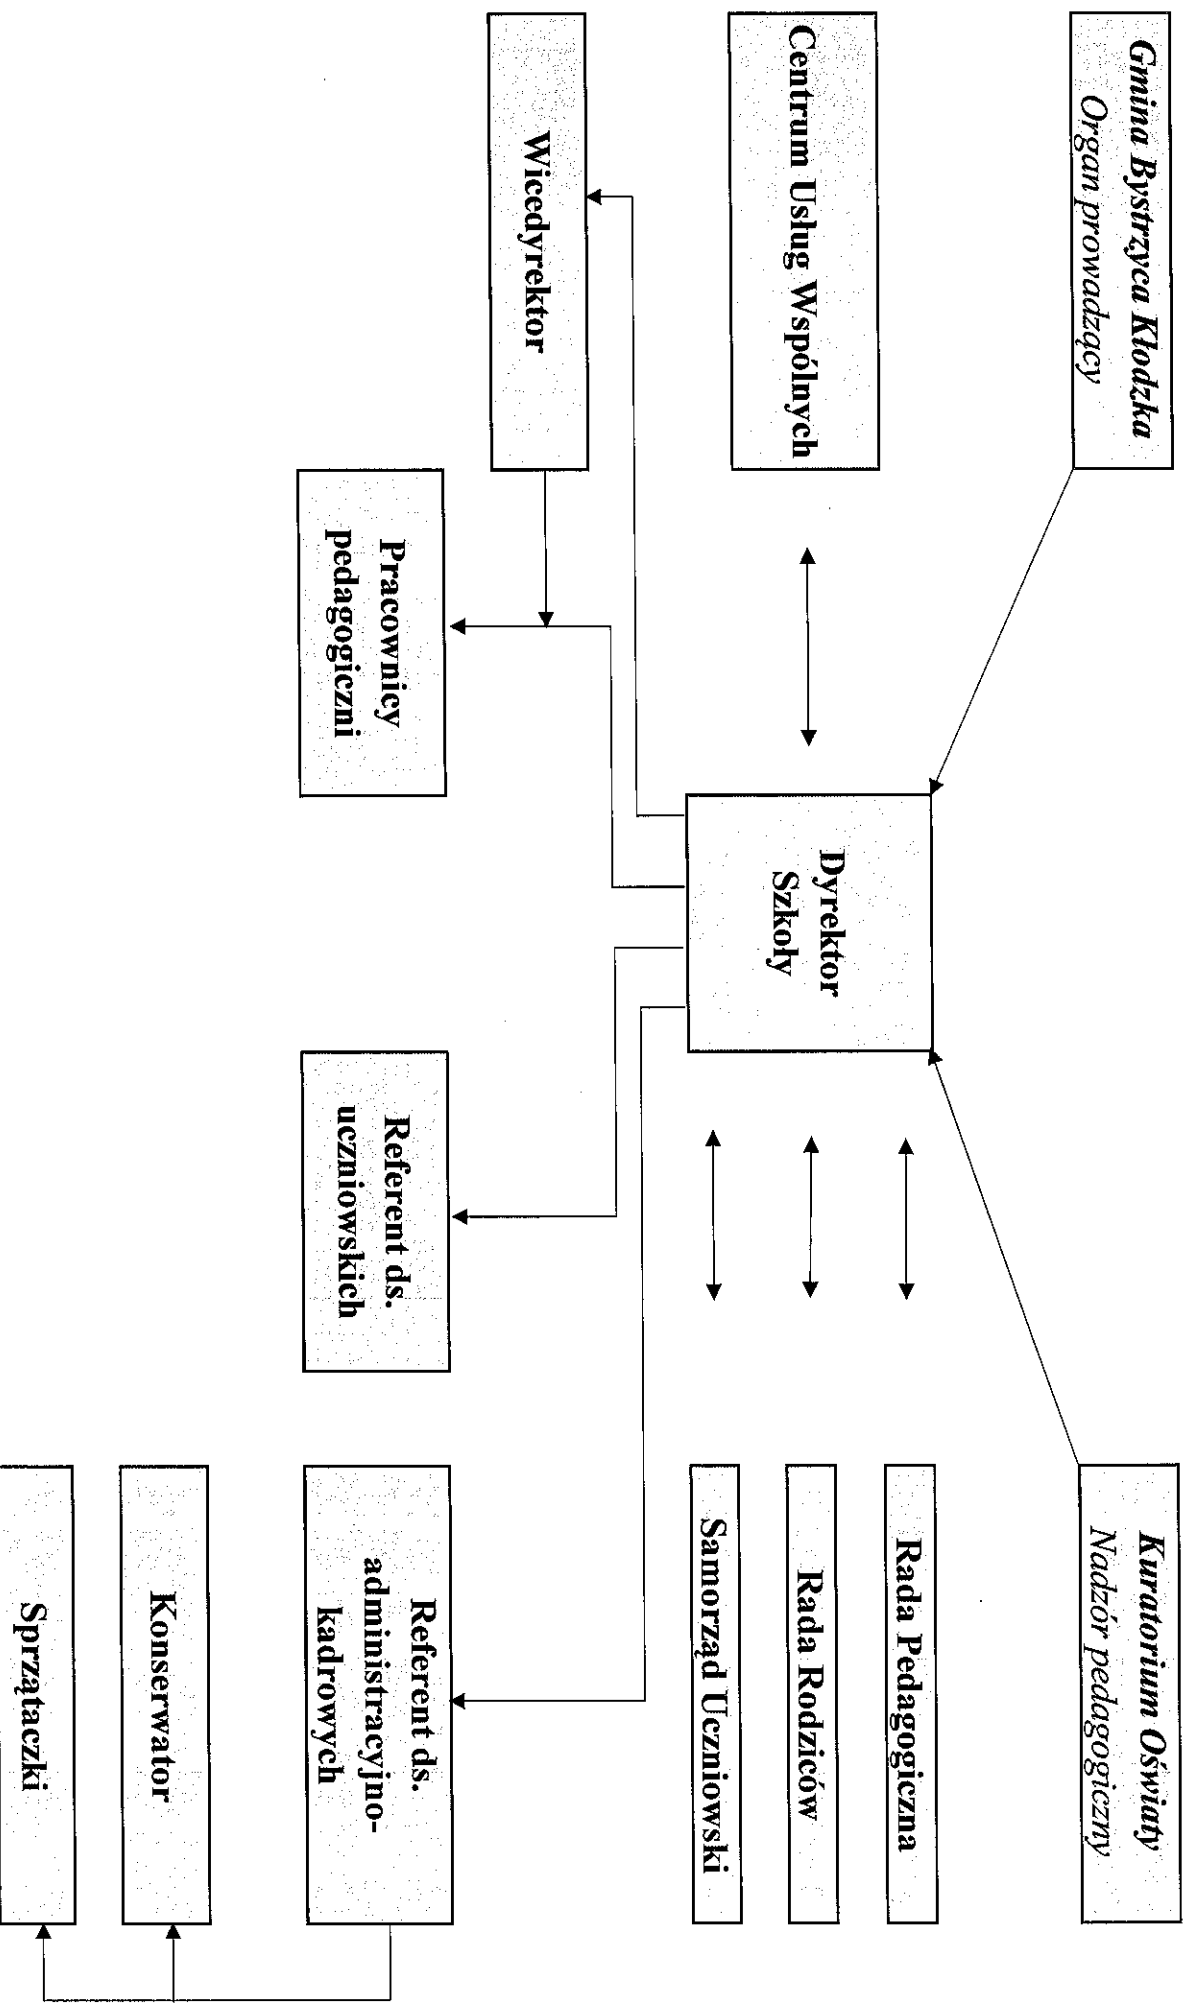 Gmina Bystrzyca Kłodzka
Organ prowadzący
Kuratorium Oświaty
Nadzór pedagogiczny
Centrum Usług Wspólnych
Dyrektor
Szkoły
Rada Pedagogiczna
Rada Rodziców
Samorząd Uczniowski
Wicedyrektor
Pracownicy
pedagogiczni
Referent ds.
uczniowskich
Referent ds.
administracyjno-
kadrowych
Konserwator
Sprzątaczki